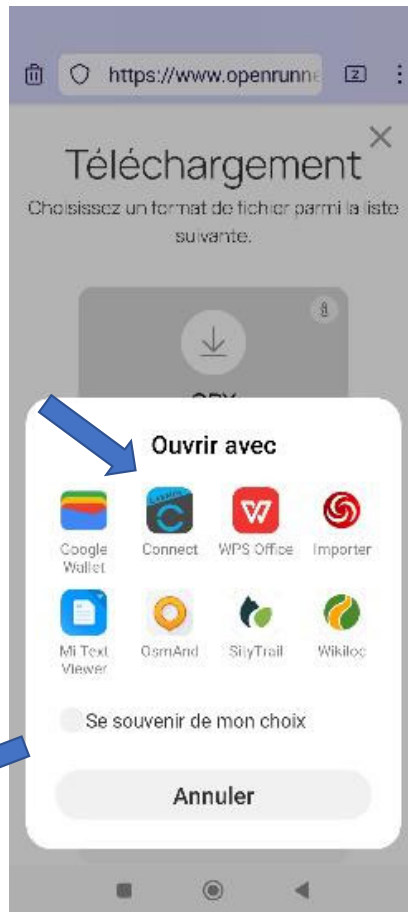 https://www.openrunne
2
Téléchargement
Choisissez un format de fichier parmi la liste
suivante.
Ouvrir avec
Google
Wallet
Connect
WPS Office
Importer
Mi Text
Viewer
OsmAnd
SityTrail
Wikiloc
Se souvenir de mon choix
Annuler